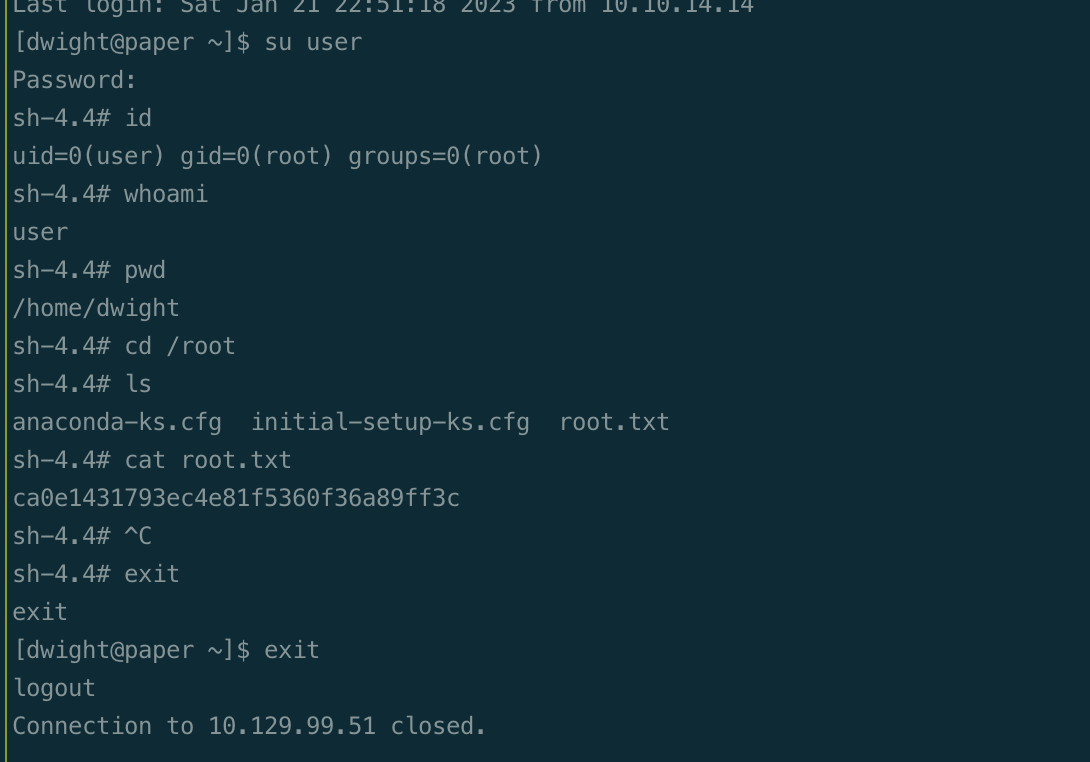 Last login: Sat Jan 21 22:51:18 2023 from 10.10.14.14
[dwight@paper ~]$ su user
Password:
sh-4.4# id
uid=0(user) gid=0(root) groups=0(root)
sh-4.4# whoami
user
sh-4.4# pwd
/home/dwight
sh-4.4# cd /root
sh-4.4# ls
anaconda-ks.cfg  initial-setup-ks.cfg  root.txt
sh-4.4# cat root.txt
ca0e1431793ec4e81f5360f36a89ff3c
sh-4.4# ^C
sh-4.4# exit
exit
[dwight@paper ~]$ exit
logout
Connection to 10.129.99.51 closed.